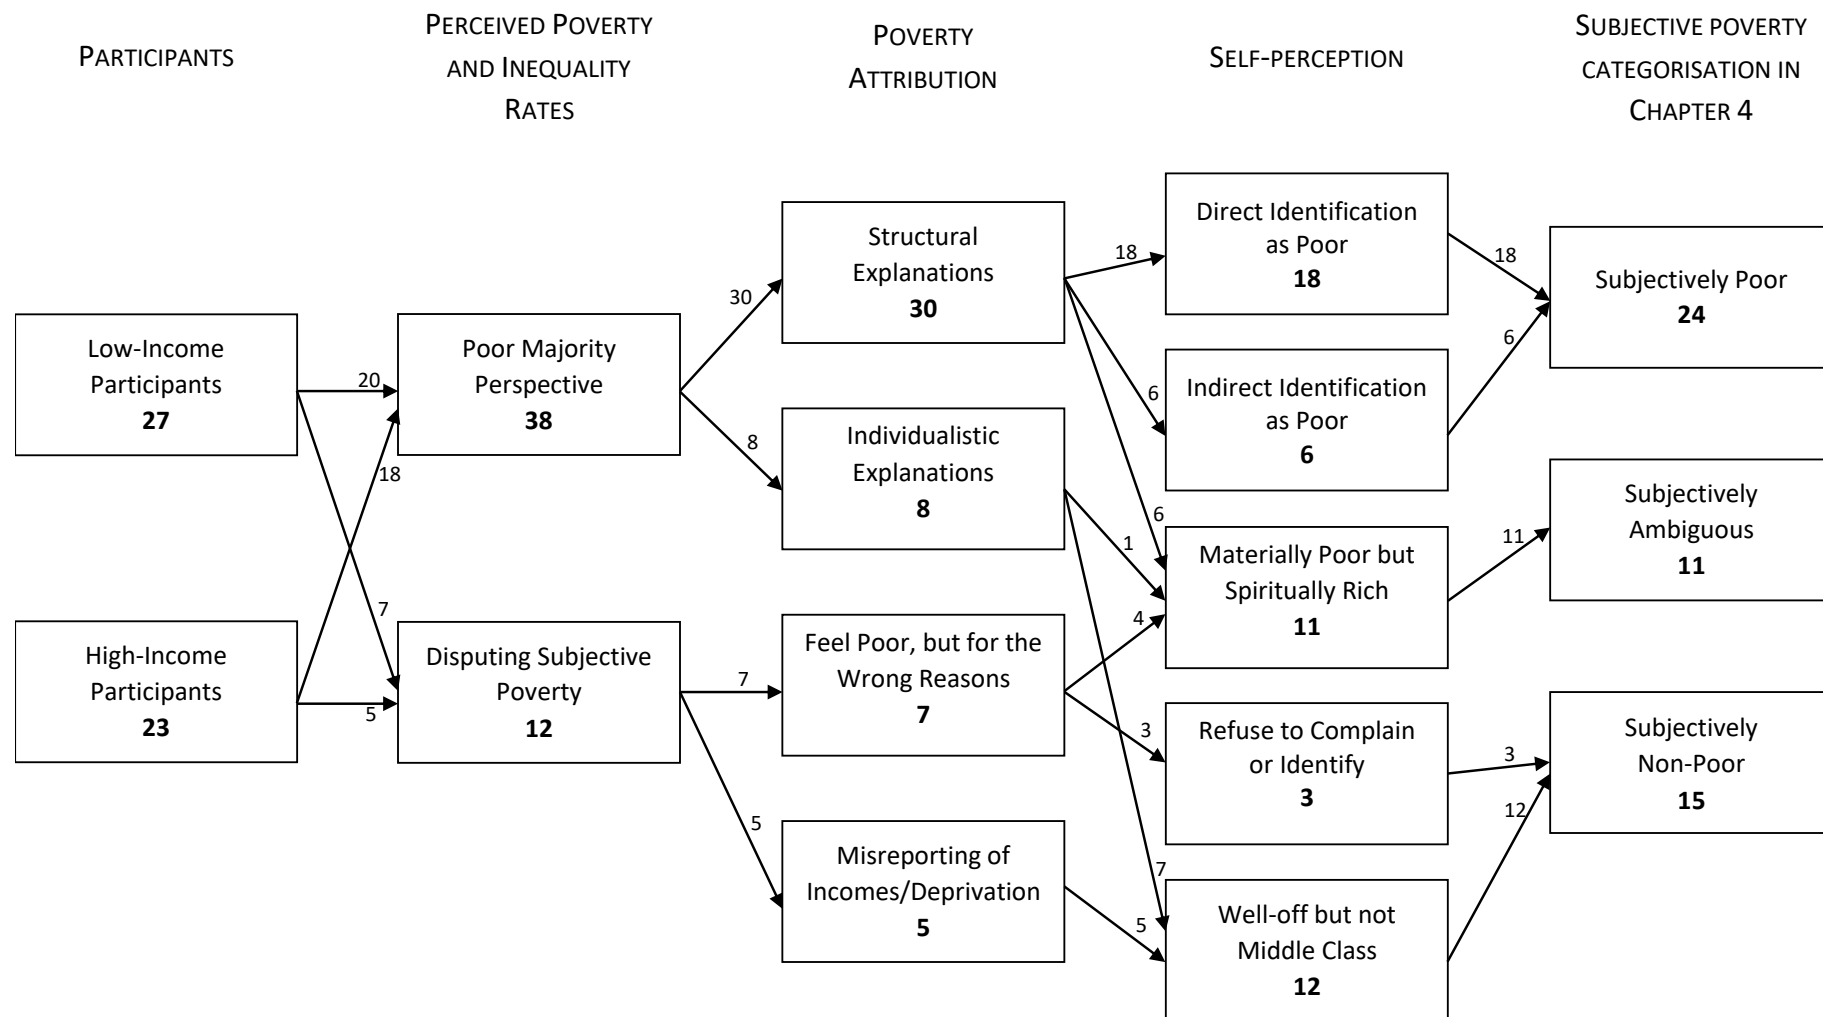 PARTICIPANTS
PERCEIVED POVERTY
AND INEQUALITY
RATES
POVERTY
ATTRIBUTION
SELF-PERCEPTION
SUBJECTIVE POVERTY
CATEGORISATION IN
CHAPTER 4
Low-Income
Participants
27
High-Income
Participants
23
20
18
7
5
Poor Majority
Perspective
38
Disputing Subjective
Poverty
12
30
8
7
5
Structural
Explanations
30
Individualistic
Explanations
8
Feel Poor, but for the
Wrong Reasons
7
Misreporting of
Incomes/Deprivation
5
18
6
6
1
4
3
7
5
Direct Identification
as Poor
18
Indirect Identification
as Poor
6
Materially Poor but
Spiritually Rich
11
Refuse to Complain
or Identify
3
Well-off but not
Middle Class
12
18
6
11
3
12
Subjectively Poor
24
Subjectively
Ambiguous
11
Subjectively
Non-Poor
15